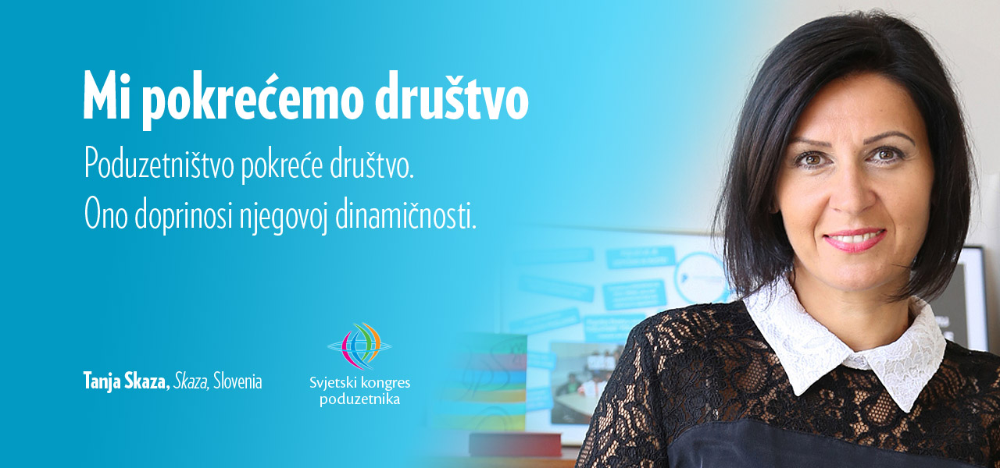 Mi pokrećemo društvo
Poduzetništvo pokreće društvo.
Ono doprinosi njegovoj dinamičnosti.
Tanja Skaza, Skaza, Slovenia
Svjetski kongres
poduzetnika